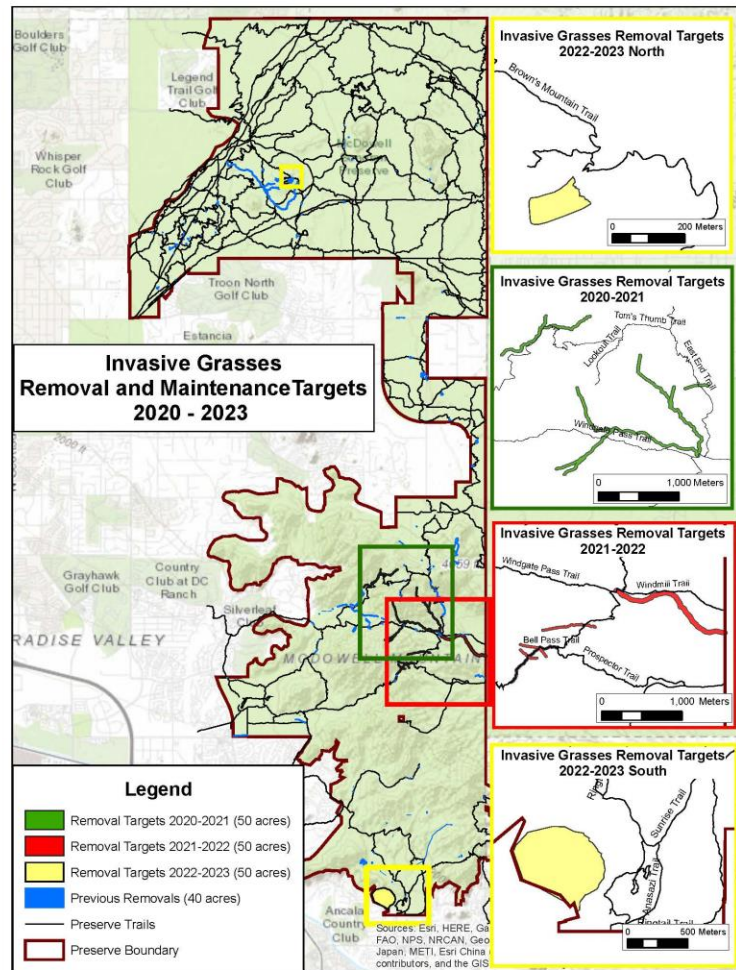 Boulders
Golf Club
Legend
Trail Golf
Club
Whisper
Rock Golf
Club
McDowell
Preserve
Troon North
Golf Club
Estancia
Invasive Grasses
Removal and MaintenanceTargets
2020 - 2023
2000 ft
Grayhawk
Golf Club
Country
Club at DC
Ranch
Silverleaf
RADISE VALLEY
MCDOWELL MOUNTAIN
Ancala
Country
Club
Sources: Esri, HERE, Ga
FAO, NPS, NRCAN, Geo
Japan, METI, Esri China
contributors, and the GIS
Legend
Removal Targets 2020-2021 (50 acres)
Removal Targets 2021-2022 (50 acres)
Removal Targets 2022-2023 (50 acres)
Previous Removals (40 acres)
Preserve Trails
Preserve Boundary
Invasive Grasses Removal Targets
2022-2023 North
Brown's Mountain Trail
0 200 Meters
Invasive Grasses Removal Targets
2020-2021
Tom's Thumb Trail
Lookout Trail
East End Trail
Windgate Pass Trail
0 1,000 Meters
Invasive Grasses Removal Targets
2021-2022
Windgate Pass Trail
Windmill Trail
Bell Pass Trail
Prospector Trail
0 1,000 Meters
Invasive Grasses Removal Targets
2022-2023 South
Sunrise Trail
Anasazi Trail
Ringtail Trail
0 500 Meters